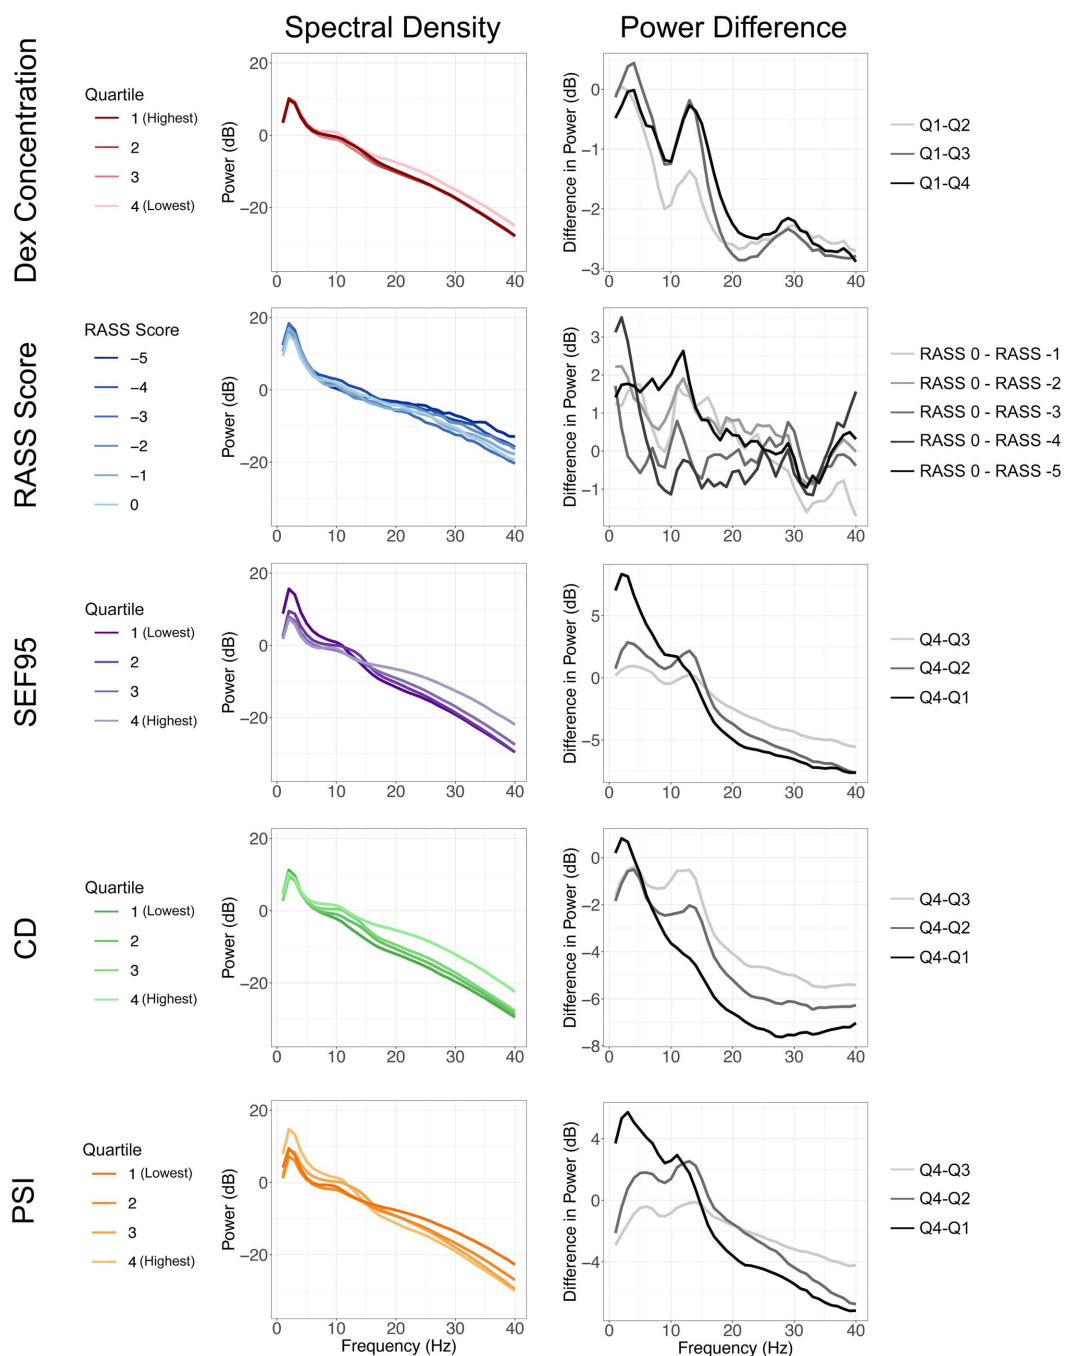 Spectral Density
Power Difference
Dex Concentration
Quartile
1 (Highest)
2
3
4 (Lowest)
Power (dB)
20
0
−20
0 10 20 30 40
Difference in Power (dB)
0
−1
−2
−3
0 10 20 30 40
Q1-Q2
Q1-Q3
Q1-Q4
RASS Score
RASS Score
−5
−4
−3
−2
−1
0
Power (dB)
20
0
−20
0 10 20 30 40
Difference in Power (dB)
3
2
1
0
−1
0 10 20 30 40
RASS 0 - RASS -1
RASS 0 - RASS -2
RASS 0 - RASS -3
RASS 0 - RASS -4
RASS 0 - RASS -5
SEF95
Quartile
1 (Lowest)
2
3
4 (Highest)
Power (dB)
20
0
−20
0 10 20 30 40
Difference in Power (dB)
5
0
−5
0 10 20 30 40
Q4-Q3
Q4-Q2
Q4-Q1
CD
Quartile
1 (Lowest)
2
3
4 (Highest)
Power (dB)
20
0
−20
0 10 20 30 40
Difference in Power (dB)
0
−2
−4
−6
−8
0 10 20 30 40
Q4-Q3
Q4-Q2
Q4-Q1
PSI
Quartile
1 (Lowest)
2
3
4 (Highest)
Power (dB)
20
0
−20
0 10 20 30 40
Frequency (Hz)
Difference in Power (dB)
4
0
−4
0 10 20 30 40
Frequency (Hz)
Q4-Q3
Q4-Q2
Q4-Q1